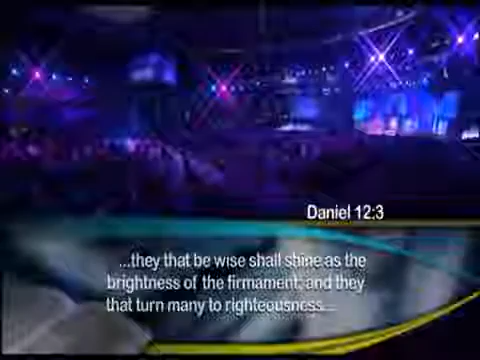 Daniel 12:3
...they that be wise shall shine as the
brightness of the firmament; and they
that turn many to righteousness...